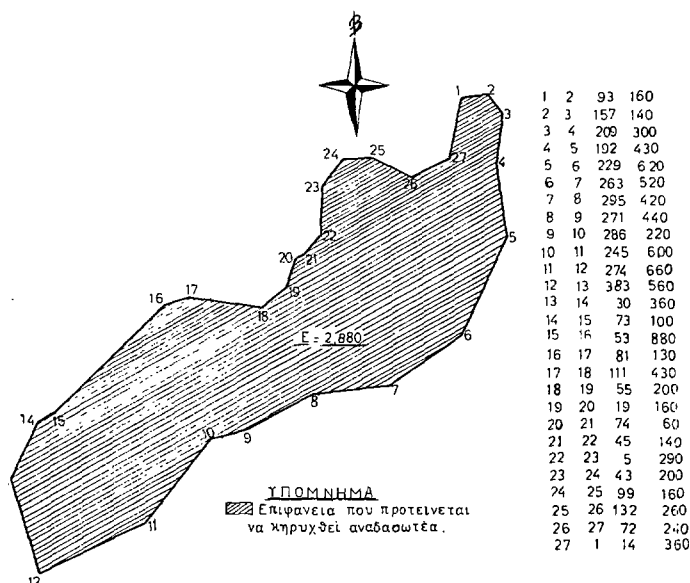 β
1 2
3
4
5
6
7
8
9
10
11
12
14 15
16 17
18
19
20 21
22
23
24 25
26
27
E = 2,880
ΥΠΟΜΝΗΜΑ
Επιφανεια που προτεινεται
να κηρυχθεί αναδασωτέα.
1 2 93 160
2 3 157 140
3 4 209 300
4 5 192 430
5 6 229 620
6 7 263 520
7 8 295 420
8 9 271 440
9 10 286 220
10 11 245 600
11 12 274 660
12 13 383 560
13 14 30 360
14 15 73 100
15 16 53 880
16 17 81 130
17 18 111 430
18 19 55 200
19 20 19 160
20 21 74 60
21 22 45 140
22 23 5 290
23 24 43 200
24 25 99 160
25 26 132 260
26 27 72 240
27 1 14 360